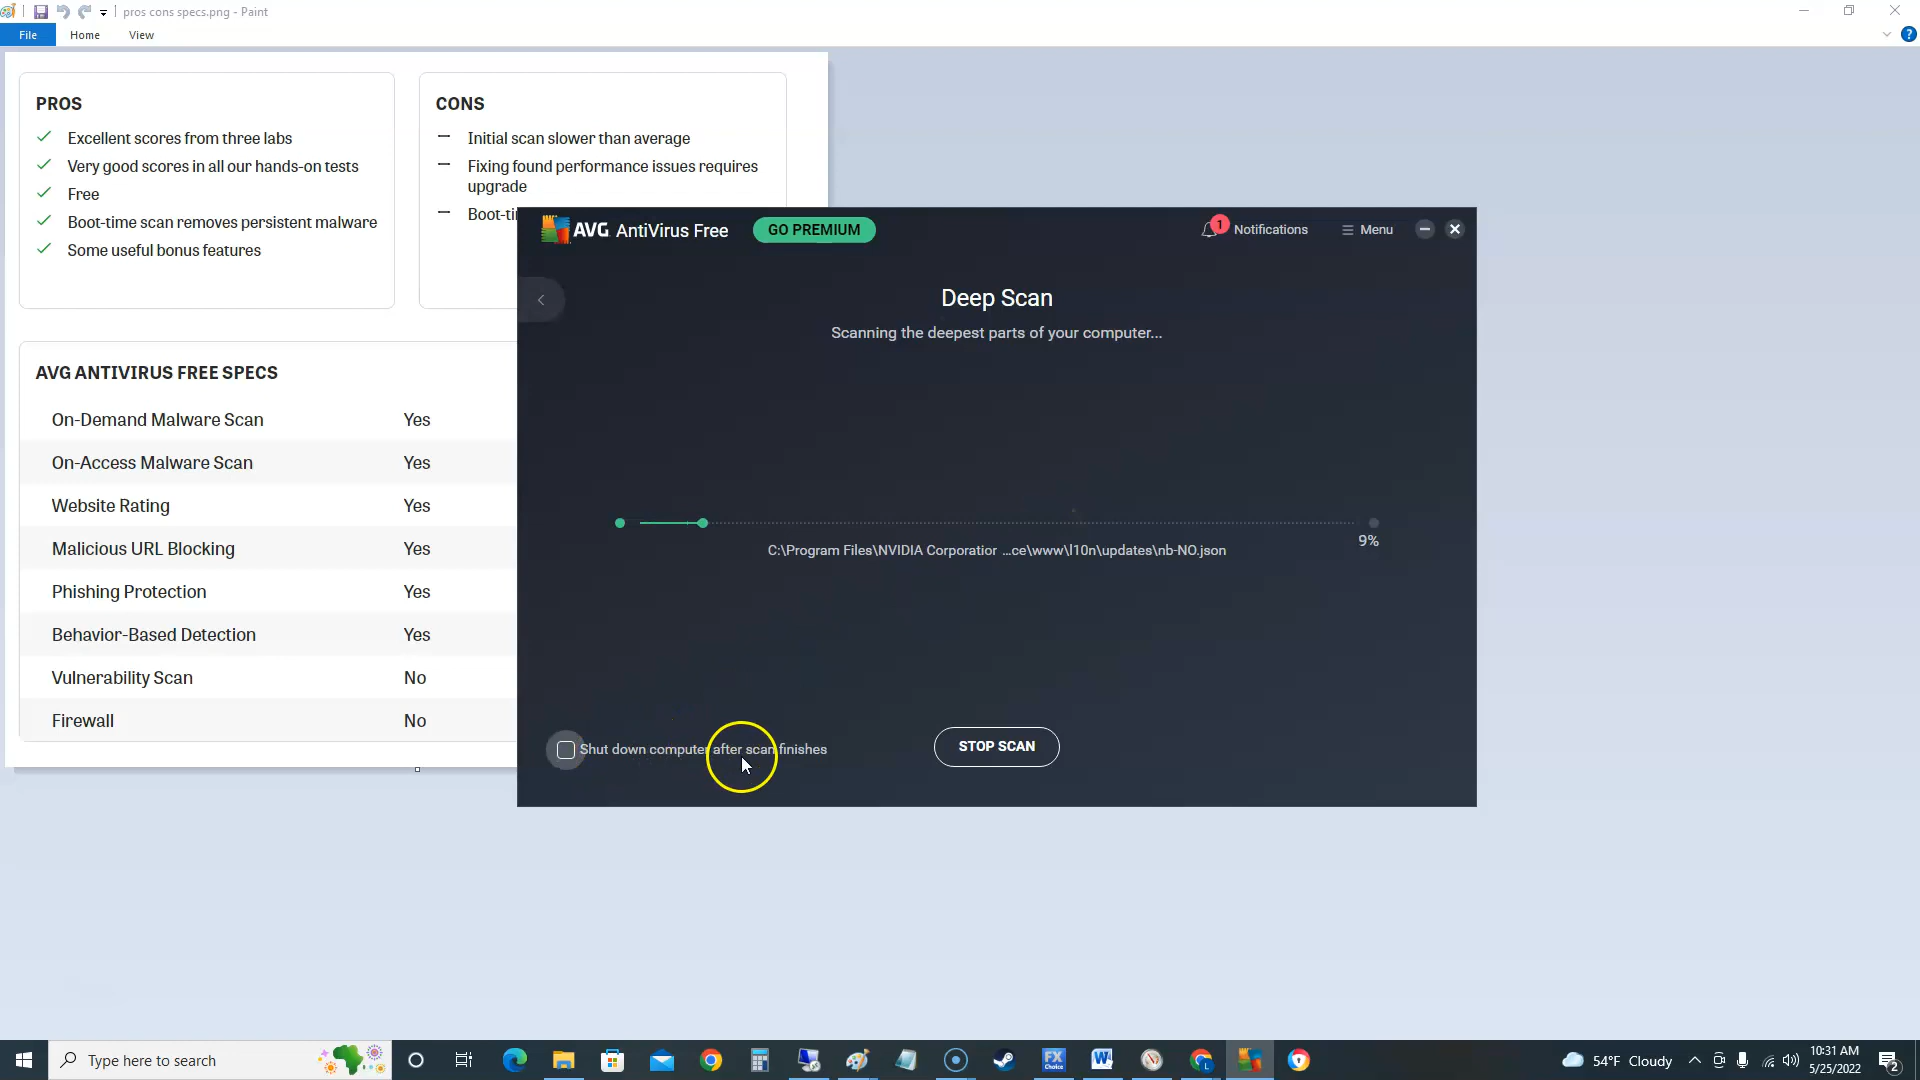 pros cons specs.png - Paint
File
Home
View
PROS
Excellent scores from three labs
Very good scores in all our hands-on tests
Free
Boot-time scan removes persistent malware
Some useful bonus features
CONS
Initial scan slower than average
Fixing found performance issues requires
upgrade
AVG ANTIVIRUS FREE SPECS
On-Demand Malware Scan Yes
On-Access Malware Scan Yes
Website Rating Yes
Malicious URL Blocking Yes
Phishing Protection Yes
Behavior-Based Detection Yes
Vulnerability Scan No
Firewall No
AVG AntiVirus Free
GO PREMIUM
1
Notifications
Menu
Deep Scan
Scanning the deepest parts of your computer...
9%
C:\Program Files\NVIDIA Corporatior ...ce\www\l10n\updates\nb-NO.json
Shut down computer after scan finishes
STOP SCAN
Type here to search
FX
Choice
W
L
54°F Cloudy
10:31 AM
5/25/2022
2